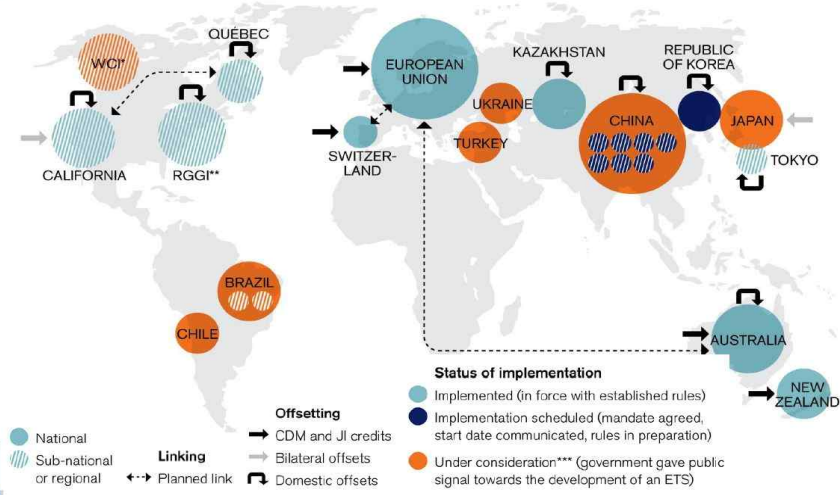 QUÉBEC
WCI*
CALIFORNIA
RGGI**
EUROPEAN
UNION
SWITZER-
LAND
UKRAINE
TURKEY
KAZAKHSTAN
CHINA
REPUBLIC
OF KOREA
JAPAN
TOKYO
BRAZIL
CHILE
AUSTRALIA
NEW
ZEALAND
National
Sub-national
or regional
Linking
Planned link
Offsetting
CDM and JI credits
Bilateral offsets
Domestic offsets
Status of implementation
Implemented (in force with established rules)
Implementation scheduled (mandate agreed,
start date communicated, rules in preparation)
Under consideration*** (government gave public
signal towards the development of an ETS)